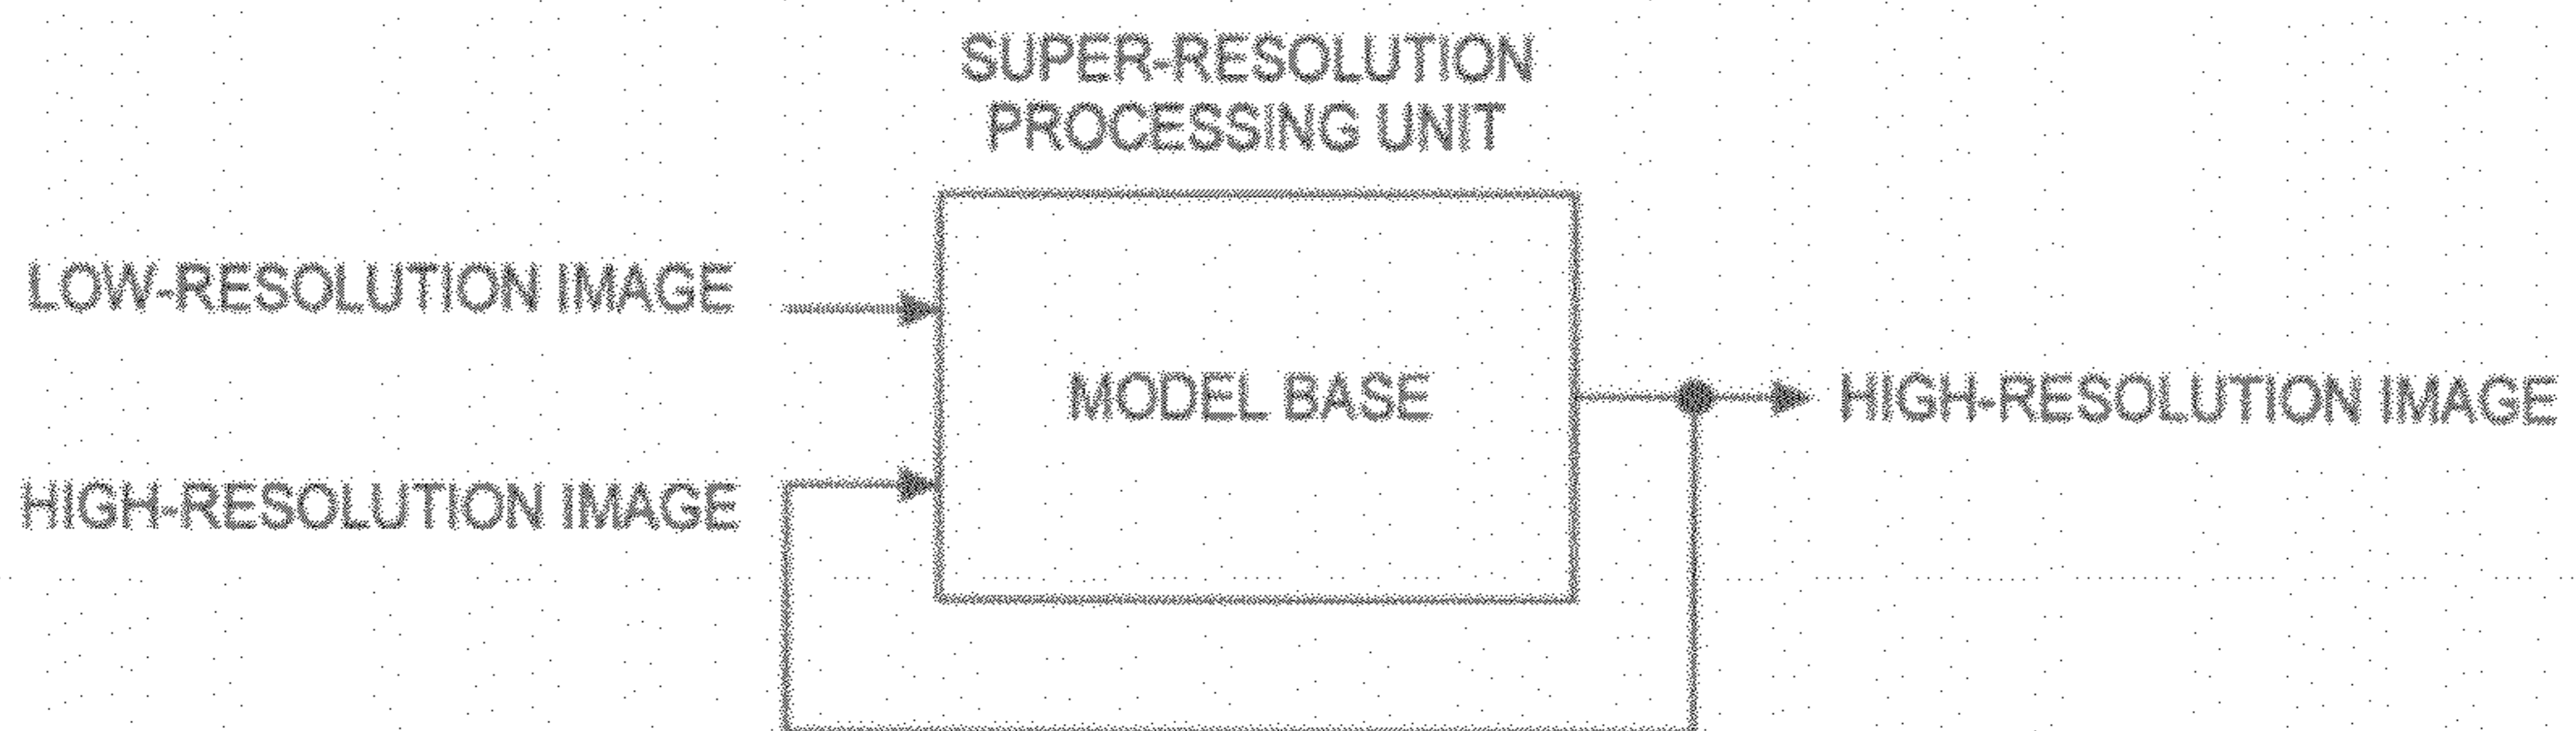 SUPER-RESOLUTION
PROCESSING UNIT
LOW-RESOLUTION IMAGE
MODEL BASE
HIGH-RESOLUTION IMAGE
HIGH-RESOLUTION IMAGE